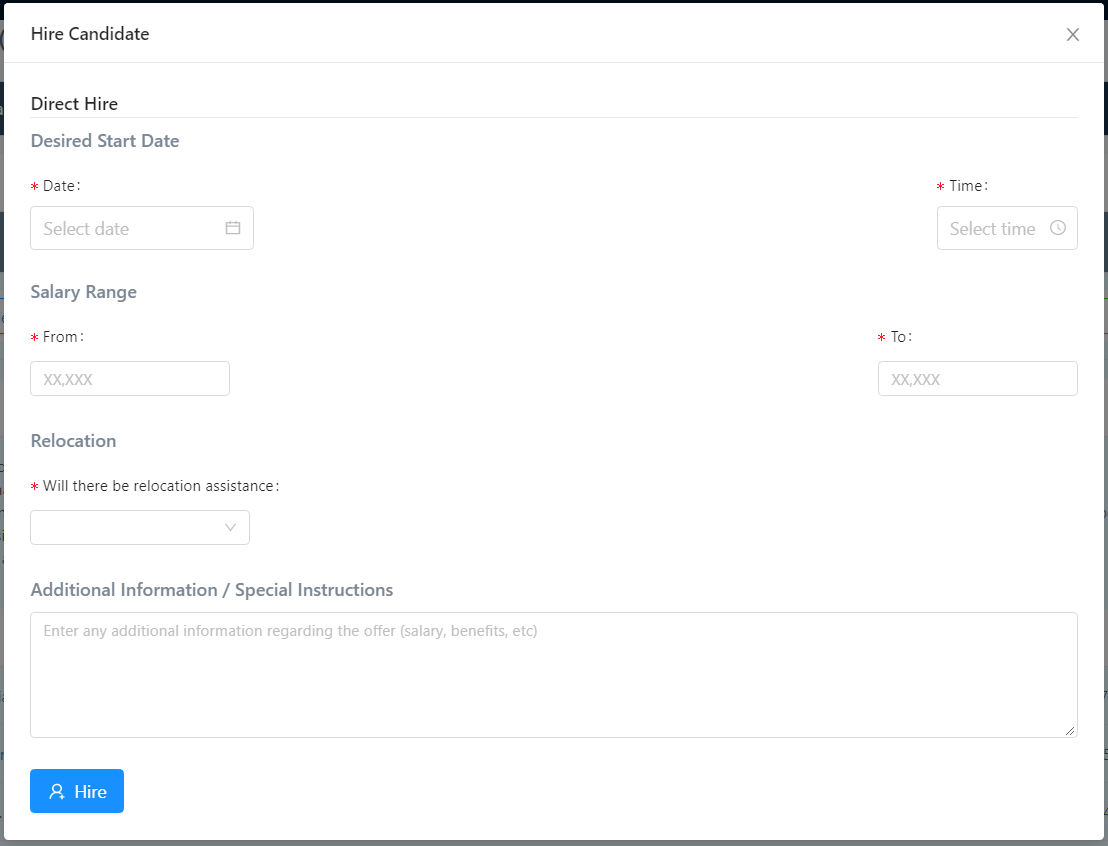 Hire Candidate
Direct Hire
Desired Start Date
* Date: * Time:
Select date Select time
Salary Range
* From: * To:
XX,XXX XX,XXX
Relocation
* Will there be relocation assistance:
Additional Information / Special Instructions
Enter any additional information regarding the offer (salary, benefits, etc)
Hire